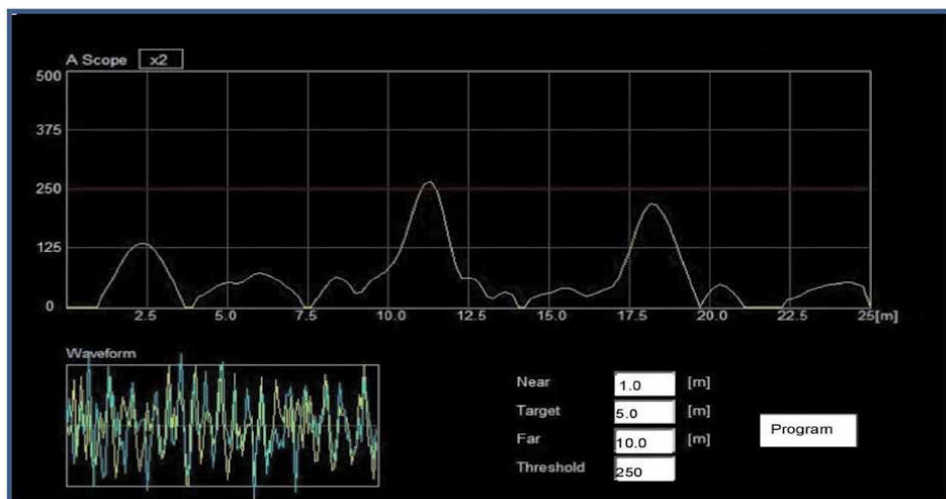 A Scope x2
500
375
250
125
0
2.5 5.0 7.5 10.0 12.5 15.0 17.5 20.0 22.5 25[m]
Waveform
Near 1.0 [m]
Target 5.0 [m]
Far 10.0 [m]
Threshold 250
Program